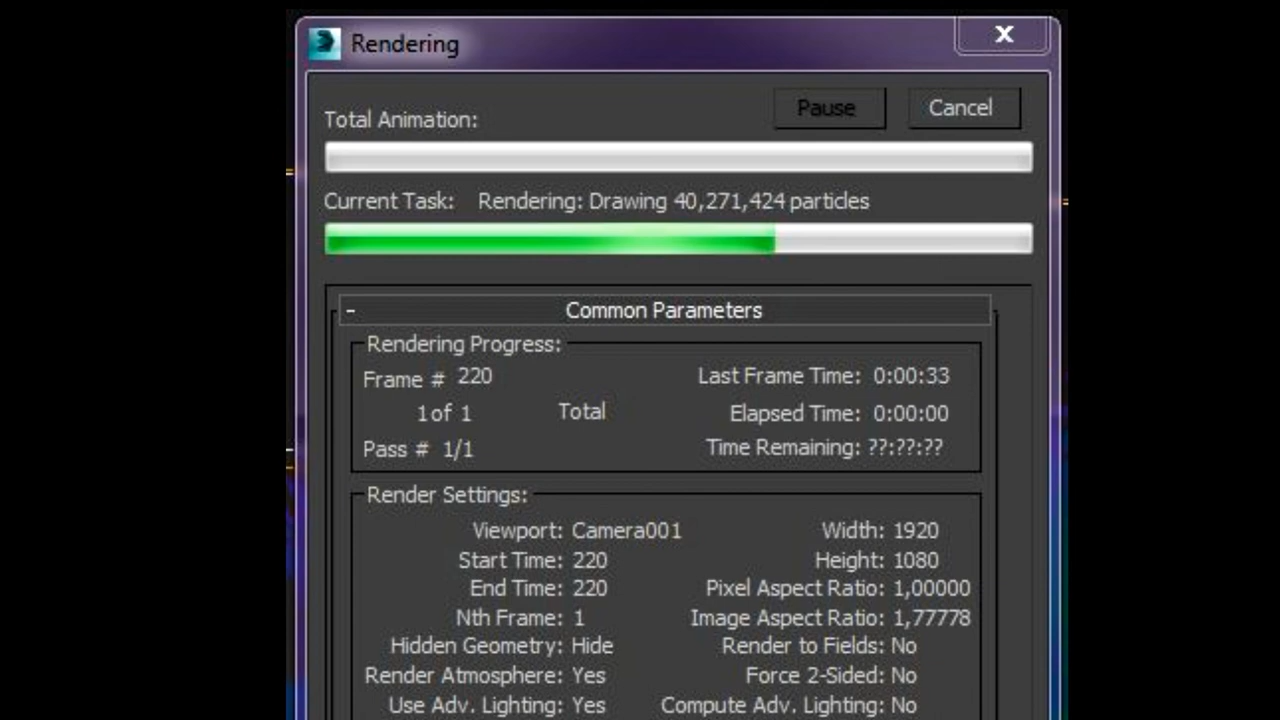 Rendering
X
Pause Cancel
Total Animation:
Current Task: Rendering: Drawing 40,271,424 particles
- Common Parameters
Rendering Progress:
Frame # 220 Last Frame Time: 0:00:33
1 of 1 Total Elapsed Time: 0:00:00
Pass # 1/1 Time Remaining: ??:??:??
Render Settings:
Viewport: Camera001 Width: 1920
Start Time: 220 Height: 1080
End Time: 220 Pixel Aspect Ratio: 1,00000
Nth Frame: 1 Image Aspect Ratio: 1,77778
Hidden Geometry: Hide Render to Fields: No
Render Atmosphere: Yes Force 2-Sided: No
Use Adv. Lighting: Yes Compute Adv. Lighting: No